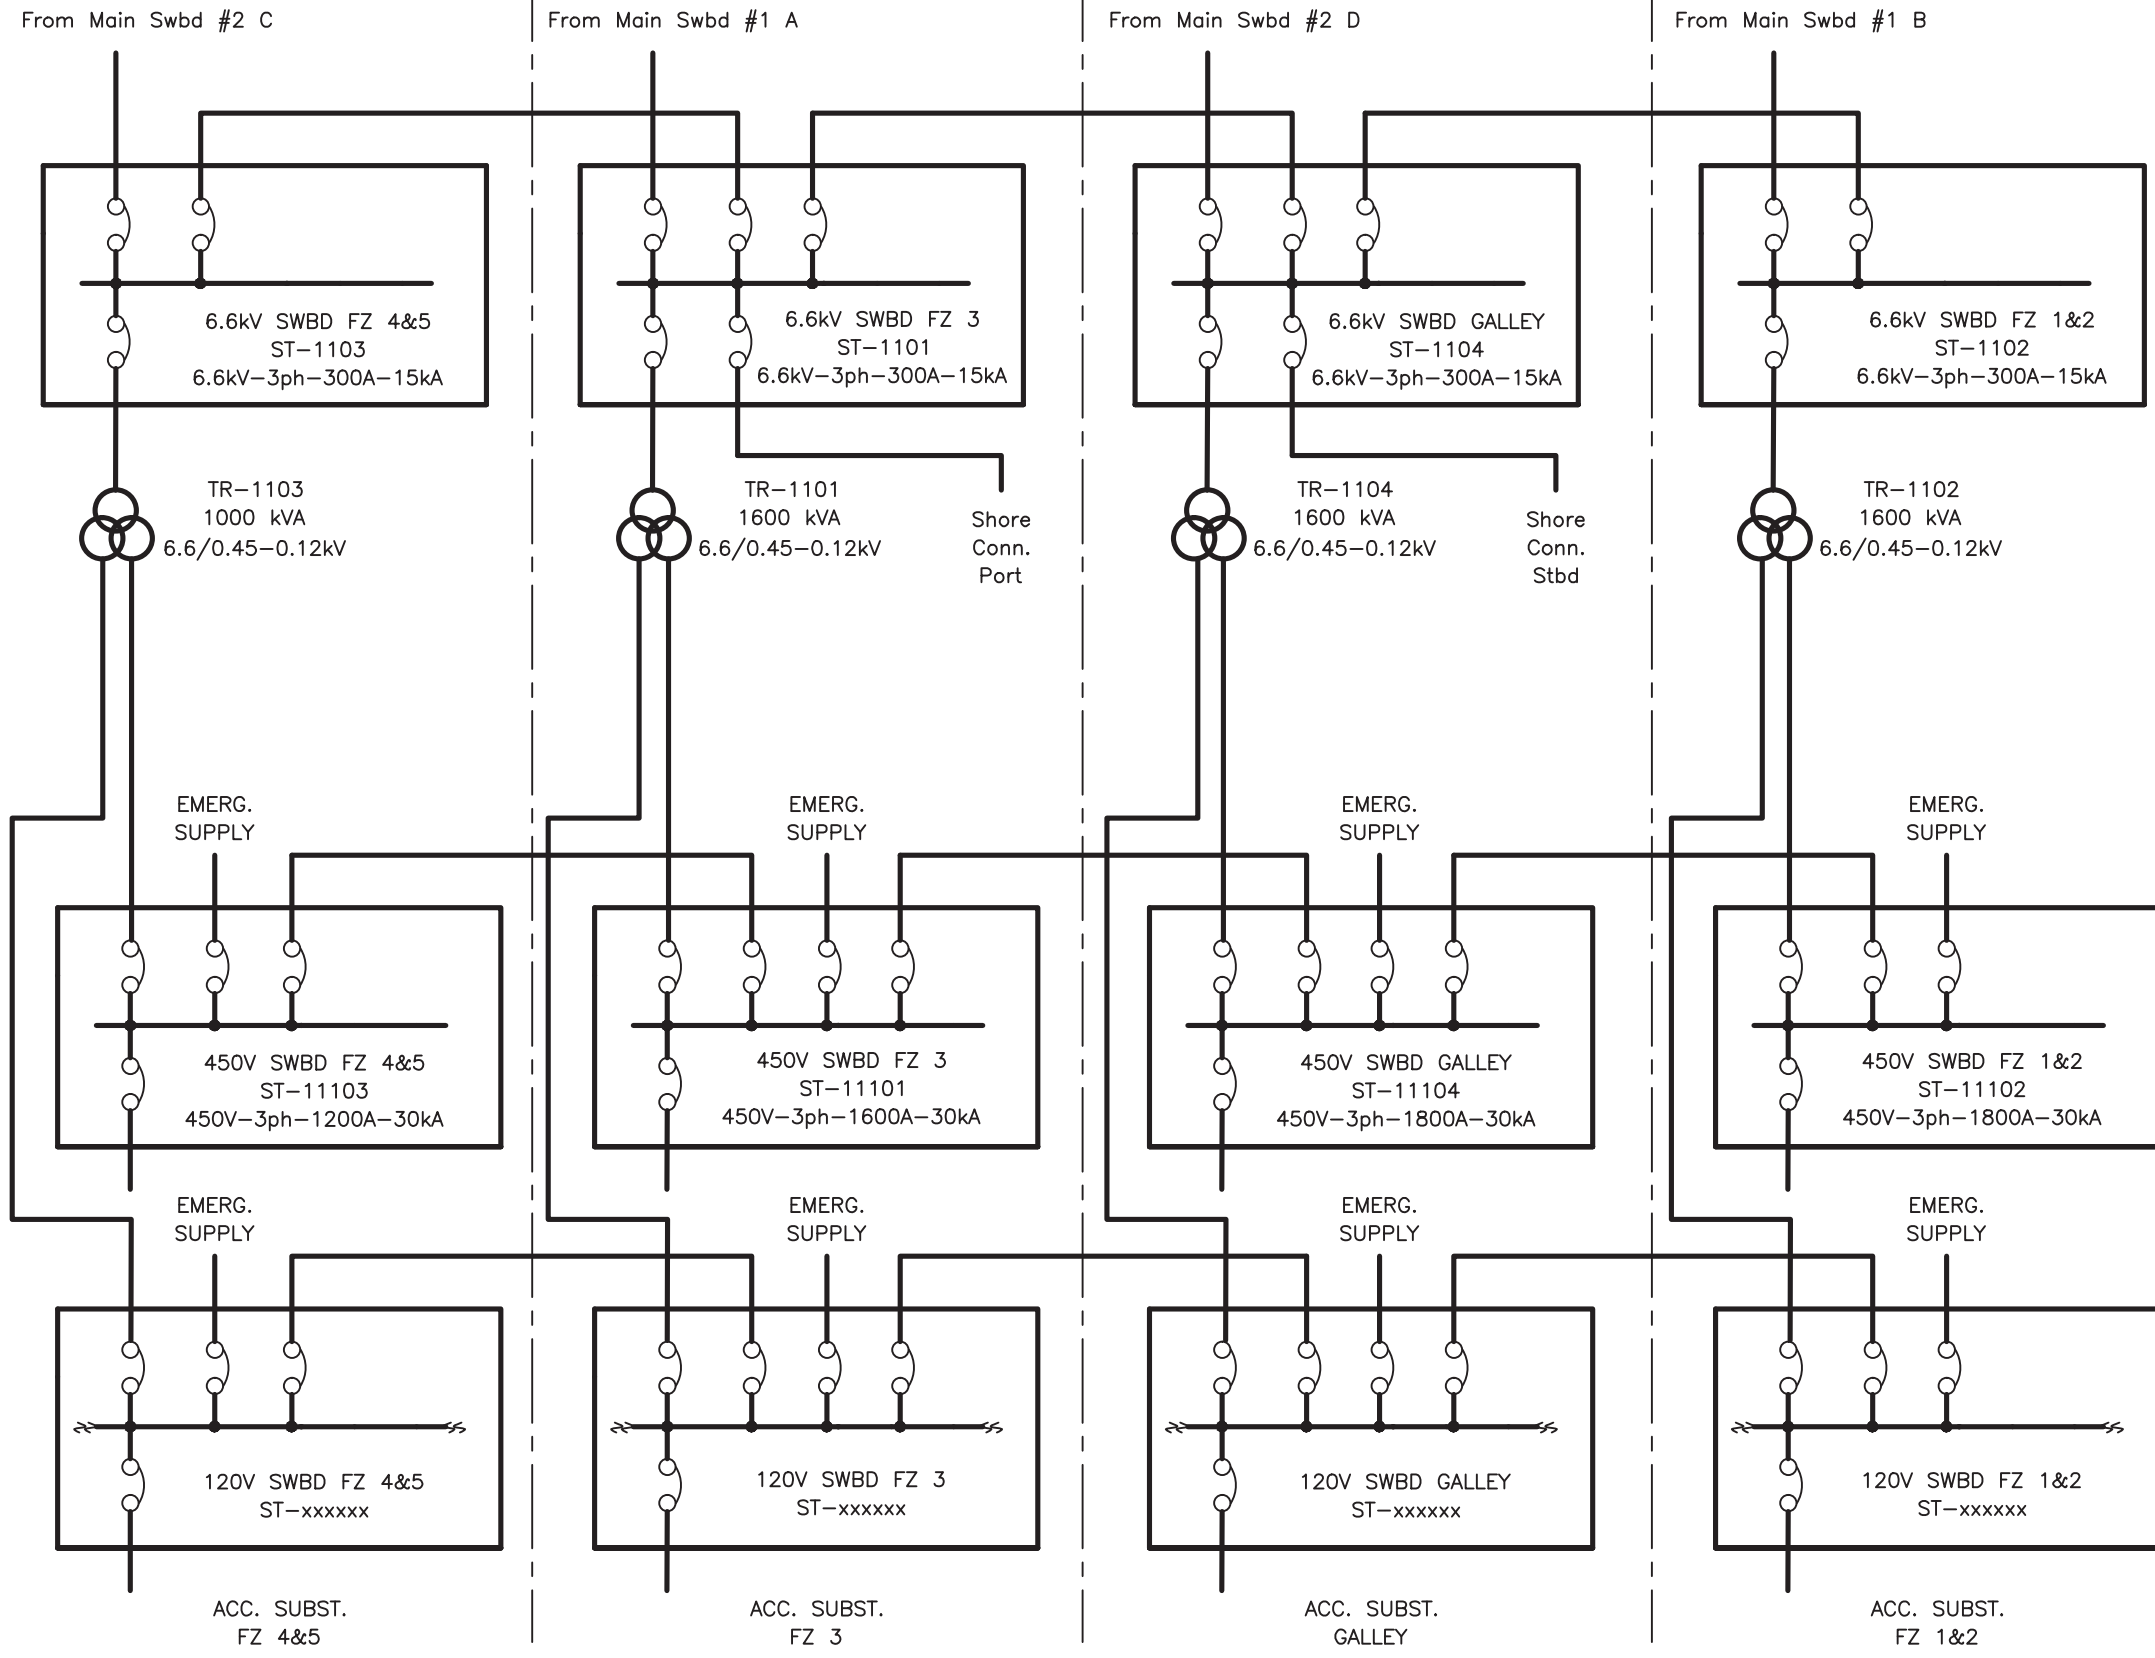 From Main Swbd #2 C
From Main Swbd #1 A
From Main Swbd #2 D
From Main Swbd #1 B
6.6kV SWBD FZ 4&5
ST-1103
6.6kV-3ph-300A-15kA
6.6kV SWBD FZ 3
ST-1101
6.6kV-3ph-300A-15kA
6.6kV SWBD GALLEY
ST-1104
6.6kV-3ph-300A-15kA
6.6kV SWBD FZ 1&2
ST-1102
6.6kV-3ph-300A-15kA
TR-1103
1000 kVA
6.6/0.45-0.12kV
TR-1101
1600 kVA
6.6/0.45-0.12kV
Shore
Conn.
Port
TR-1104
1600 kVA
6.6/0.45-0.12kV
Shore
Conn.
Stbd
TR-1102
1600 kVA
6.6/0.45-0.12kV
EMERG.
SUPPLY
EMERG.
SUPPLY
EMERG.
SUPPLY
EMERG.
SUPPLY
450V SWBD FZ 4&5
ST-11103
450V-3ph-1200A-30kA
450V SWBD FZ 3
ST-11101
450V-3ph-1600A-30kA
450V SWBD GALLEY
ST-11104
450V-3ph-1800A-30kA
450V SWBD FZ 1&2
ST-11102
450V-3ph-1800A-30kA
EMERG.
SUPPLY
EMERG.
SUPPLY
EMERG.
SUPPLY
EMERG.
SUPPLY
120V SWBD FZ 4&5
ST-xxxxxx
120V SWBD FZ 3
ST-xxxxxx
120V SWBD GALLEY
ST-xxxxxx
120V SWBD FZ 1&2
ST-xxxxxx
ACC. SUBST.
FZ 4&5
ACC. SUBST.
FZ 3
ACC. SUBST.
GALLEY
ACC. SUBST.
FZ 1&2